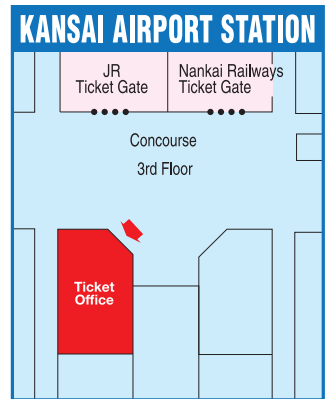 KANSAI AIRPORT STATION
JR
Ticket Gate
Nankai Railways
Ticket Gate
Concourse
3rd Floor
Ticket
Office